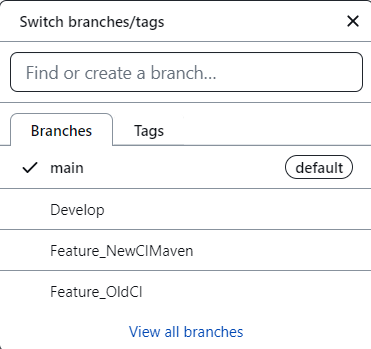 Switch branches/tags
Find or create a branch...
Branches
Tags
main
default
Develop
Feature_NewCIMaven
Feature_OldCI
View all branches